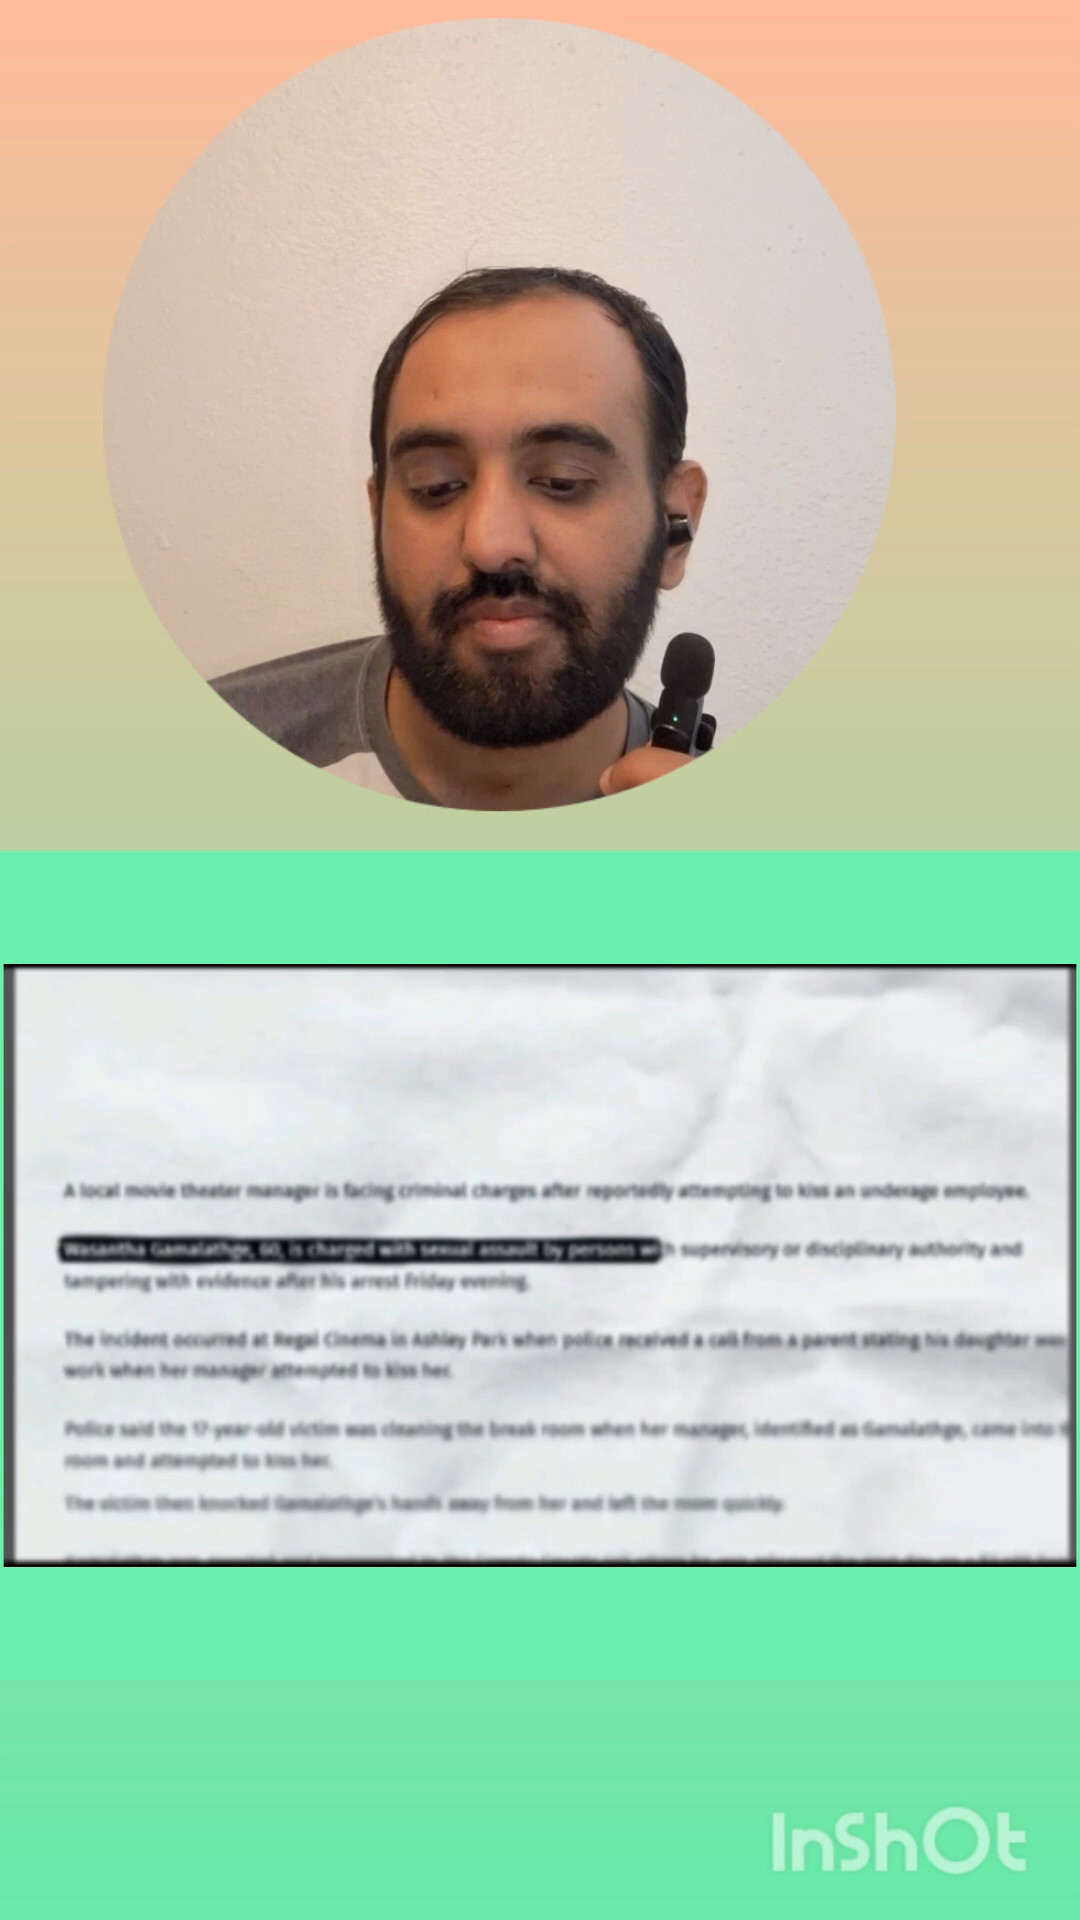 A local movie theater manager is facing criminal charges after reportedly attempting to kiss an underage employee.
Wasantha Gamalathge, 60, is charged with sexual assault by persons with supervisory or disciplinary authority and
tampering with evidence after his arrest Friday evening.
The incident occurred at Regal Cinema in Ashley Park when police received a call from a parent stating his daughter was
work when her manager attempted to kiss her.
Police said the 17-year-old victim was cleaning the break room when her manager, identified as Gamalathge, came into
room and attempted to kiss her.
The victim then knocked Gamalathge's hands away from her and left the room quickly.
InShOt